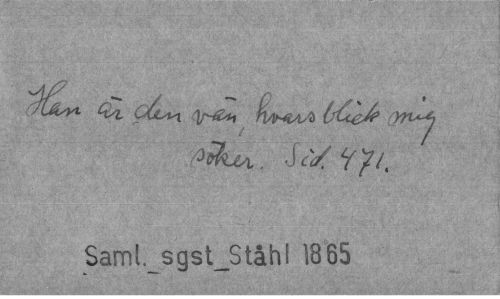 Han är den vän, hvars blick mig
söker. Sid. 471.
Saml._sgst_Ståhl 1865